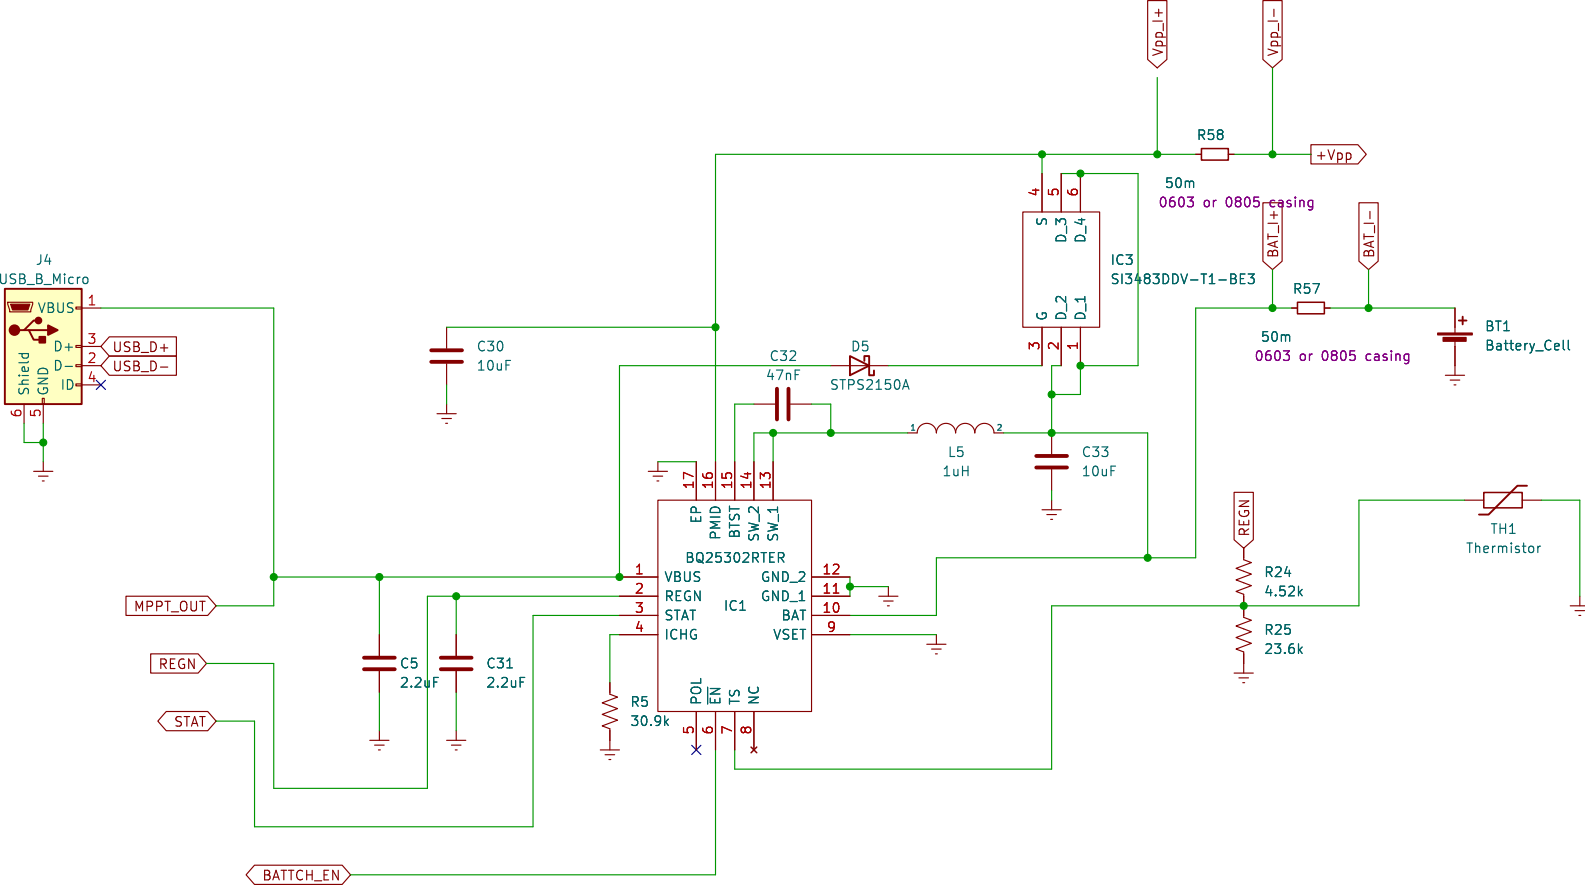 Vpp_I+
Vpp_I-
R58
+Vpp
50m
0603 or 0805 casing
4
5
6
S
D_3
D_4
BAT_I+
BAT_I-
IC3
SI3483DDV-T1-BE3
G
D_2
D_1
3
2
1
R57
50m
0603 or 0805 casing
+
BT1
Battery_Cell
J4
USB_B_Micro
VBUS
1
D+
3
USB_D+
D-
2
USB_D-
ID
4
Shield
GND
6
5
C30
10uF
C32
47nF
D5
STPS2150A
1
2
L5
1uH
C33
10uF
17
16
15
14
13
EP
PMID
BTST
SW_2
SW_1
BQ25302RTER
IC1
1
VBUS
2
REGN
3
STAT
4
ICHG
GND_2
12
GND_1
11
BAT
10
VSET
9
POL
EN
TS
NC
5
6
7
8
REGN
R24
4.52k
R25
23.6k
TH1
Thermistor
MPPT_OUT
REGN
STAT
BATTCH_EN
C5
2.2uF
C31
2.2uF
R5
30.9k